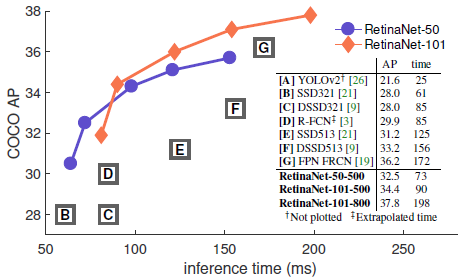 38
36
34
32
30
28
COCO AP
50
100
150
200
250
inference time (ms)
B
C
D
E
F
G
RetinaNet-50
RetinaNet-101
AP time
[A] YOLOv2† [26] 21.6 25
[B] SSD321 [21] 28.0 61
[C] DSSD321 [9] 28.0 85
[D] R-FCN‡ [3] 29.9 85
[E] SSD513 [21] 31.2 125
[F] DSSD513 [9] 33.2 156
[G] FPN FRCN [19] 36.2 172
RetinaNet-50-500 32.5 73
RetinaNet-101-500 34.4 90
RetinaNet-101-800 37.8 198
†Not plotted ‡Extrapolated time